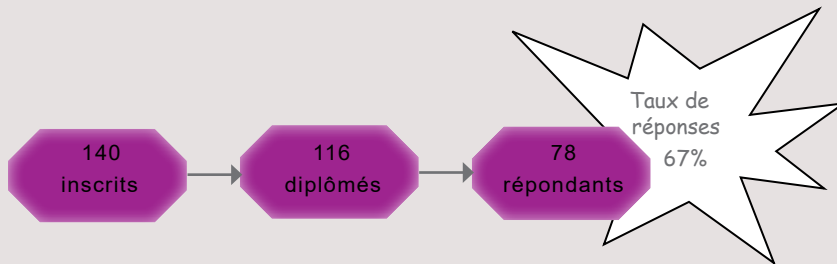 140
inscrits
116
diplômés
78
répondants
Taux de
réponses
67%